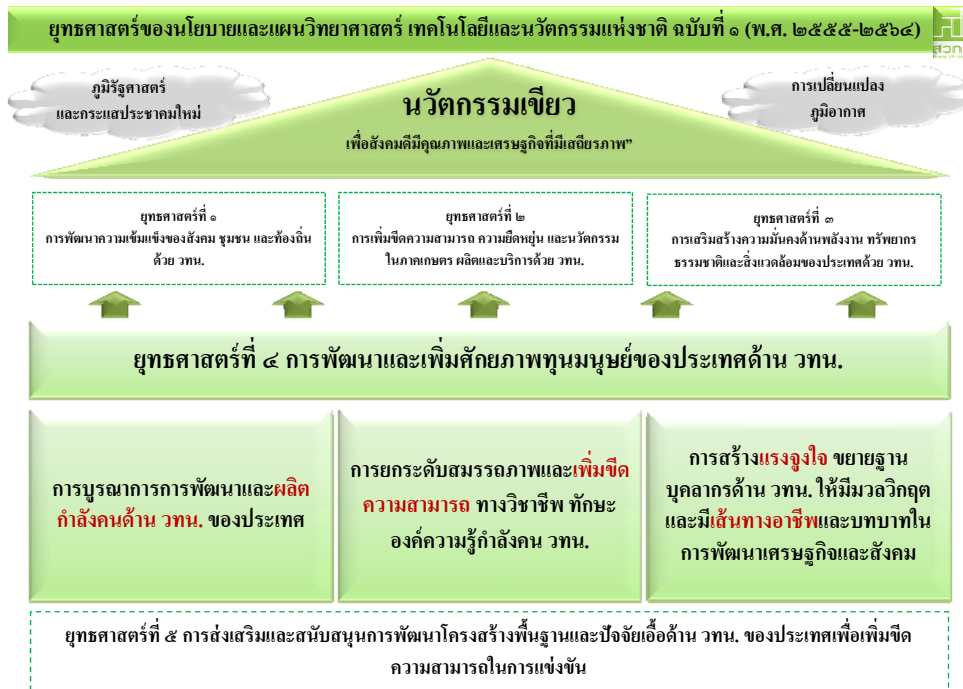 ยุทธศาสตร์ของนโยบายและแผนวิทยาศาสตร์ เทคโนโลยีและนวัตกรรมแห่งชาติ ฉบับที่ ๑ (พ.ศ. ๒๕๕๕-๒๕๖๔)
สวท
ภูมิรัฐศาสตร์
และกระแสประชาคมใหม่
นวัตกรรมเขียว
เพื่อสังคมดีมีคุณภาพและเศรษฐกิจที่มีเสถียรภาพ”
การเปลี่ยนแปลง
ภูมิอากาศ
ยุทธศาสตร์ที่ ๑
การพัฒนาความเข้มแข็งของสังคม ชุมชน และท้องถิ่น
ด้วย วทน.
ยุทธศาสตร์ที่ ๒
การเพิ่มขีดความสามารถ ความยืดหยุ่น และนวัตกรรม
ในภาคเกษตร ผลิตและบริการด้วย วทน.
ยุทธศาสตร์ที่ ๓
การเสริมสร้างความมั่นคงด้านพลังงาน ทรัพยากร
ธรรมชาติและสิ่งแวดล้อมของประเทศด้วย วทน.
ยุทธศาสตร์ที่ ๔ การพัฒนาและเพิ่มศักยภาพทุนมนุษย์ของประเทศด้าน วทน.
การบูรณาการการพัฒนาและผลิต
กำลังคนด้าน วทน. ของประเทศ
การยกระดับสมรรถภาพและเพิ่มขีด
ความสามารถ ทางวิชาชีพ ทักษะ
องค์ความรู้กำลังคน วทน.
การสร้างแรงจูงใจ ขยายฐาน
บุคลากรด้าน วทน. ให้มีมวลวิกฤต
และมีเส้นทางอาชีพและบทบาทใน
การพัฒนาเศรษฐกิจและสังคม
ยุทธศาสตร์ที่ ๕ การส่งเสริมและสนับสนุนการพัฒนาโครงสร้างพื้นฐานและปัจจัยเอื้อด้าน วทน. ของประเทศเพื่อเพิ่มขีด
ความสามารถในการแข่งขัน